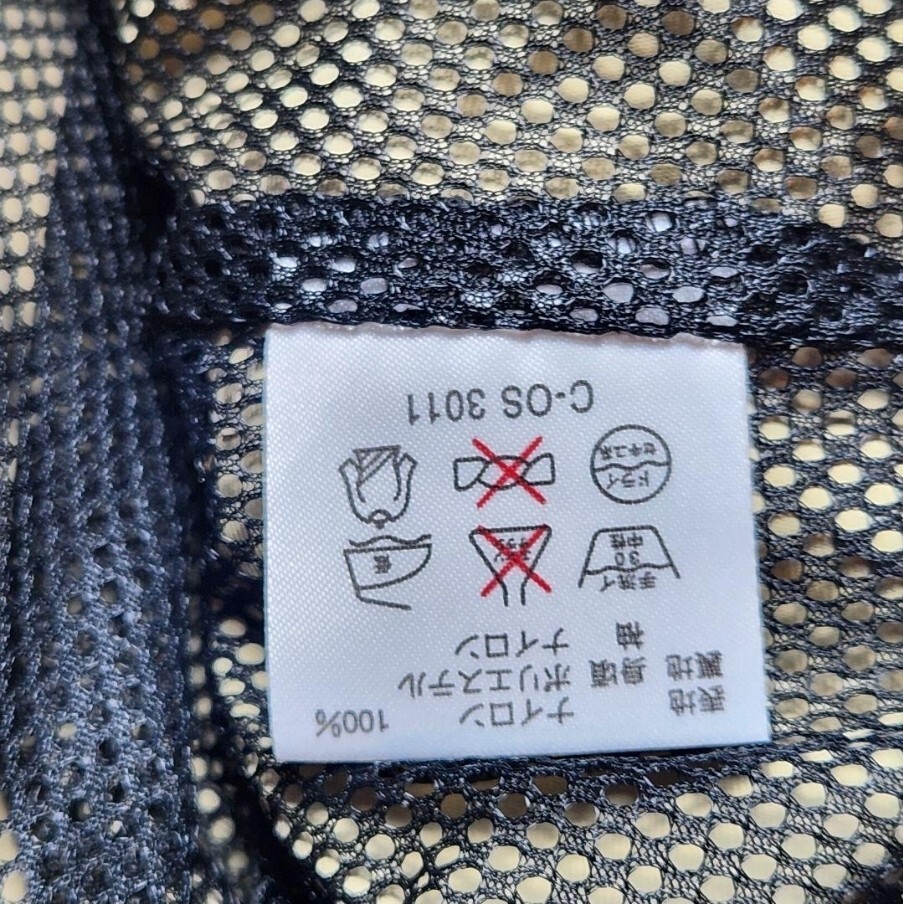 表地 ナイロン 100%
裏地 身頃 ポリエステル
袖 ナイロン
手洗イ
30
中性
低
ドライ
セキユ系
C-OS 3011